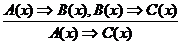 A(x) ⇒ B(x), B(x) ⇒ C(x)
A(x) ⇒ C(x)